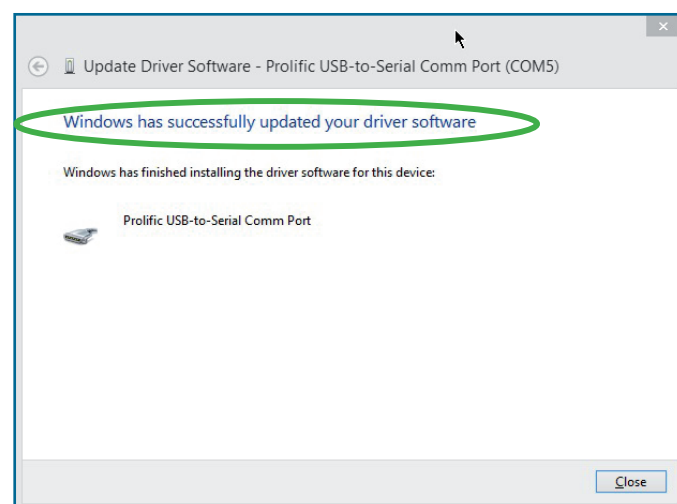 Update Driver Software - Prolific USB-to-Serial Comm Port (COM5)
Windows has successfully updated your driver software
Windows has finished installing the driver software for this device:
Prolific USB-to-Serial Comm Port
Close